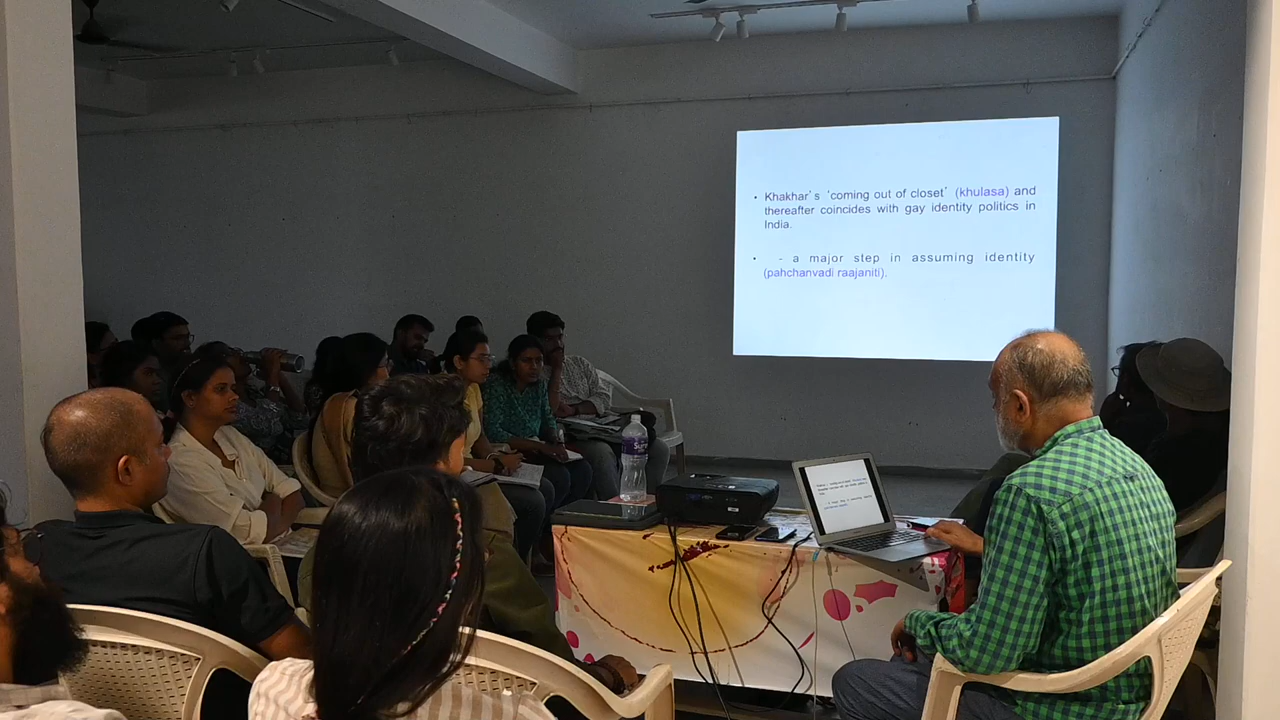 • Khakhar's 'coming out of closet' (khulasa) and
thereafter coincides with gay identity politics in
India.
• - a major step in assuming identity
(pahchanvadi raajaniti).